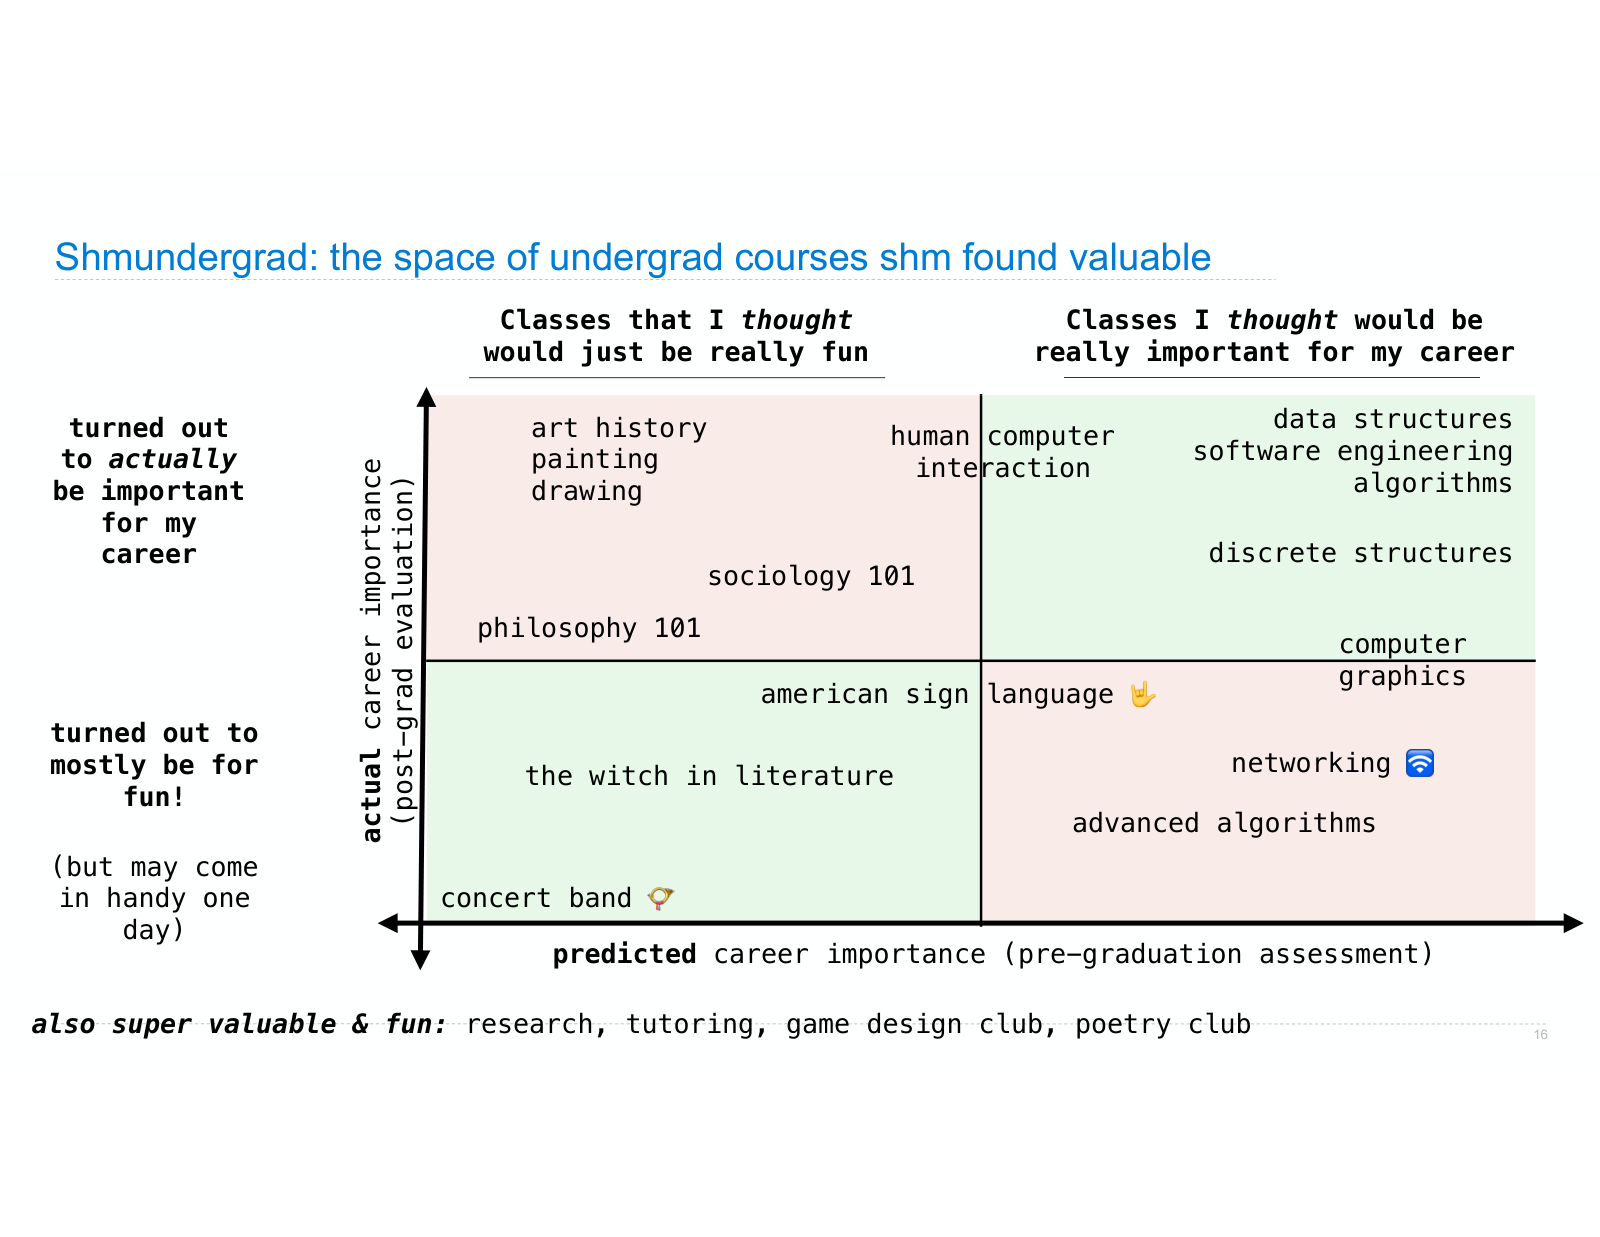 Shmundergrad: the space of undergrad courses shm found valuable
Classes that I thought
would just be really fun
Classes I thought would be
really important for my career
turned out
to actually
be important
for my
career
turned out to
mostly be for
fun!
(but may come
in handy one
day)
actual career importance
(post-grad evaluation)
art history
painting
drawing
human computer
interaction
data structures
software engineering
algorithms
discrete structures
sociology 101
philosophy 101
computer
graphics
american sign language 🤟
the witch in literature
networking 🛜
advanced algorithms
concert band 📯
predicted career importance (pre-graduation assessment)
also super valuable & fun: research, tutoring, game design club, poetry club
16